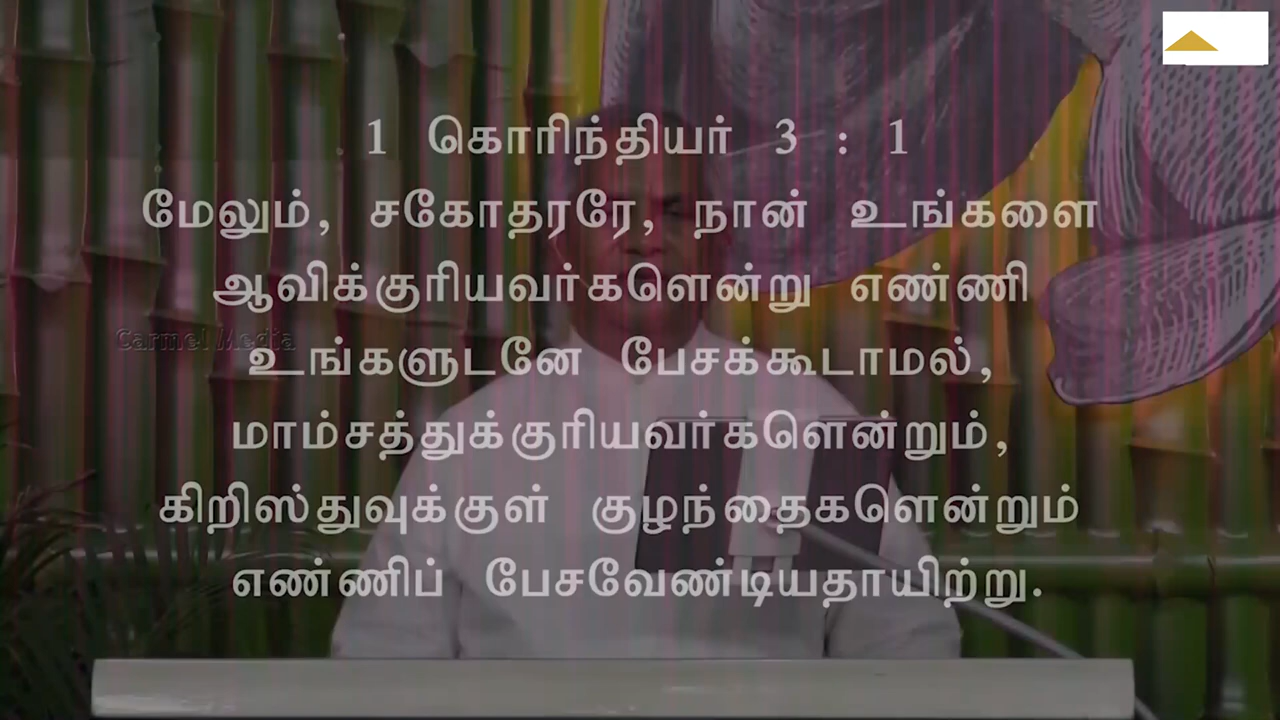 1 கொரிந்தியர் 3 : 1
மேலும், சகோதரரே, நான் உங்களை
ஆவிக்குரியவர்களென்று எண்ணி
Carmel Media
உங்களுடனே பேசக்கூடாமல்,
மாம்சத்துக்குரியவர்களென்றும்,
கிறிஸ்துவுக்குள் குழந்தைகளென்றும்
எண்ணிப் பேசவேண்டியதாயிற்று.